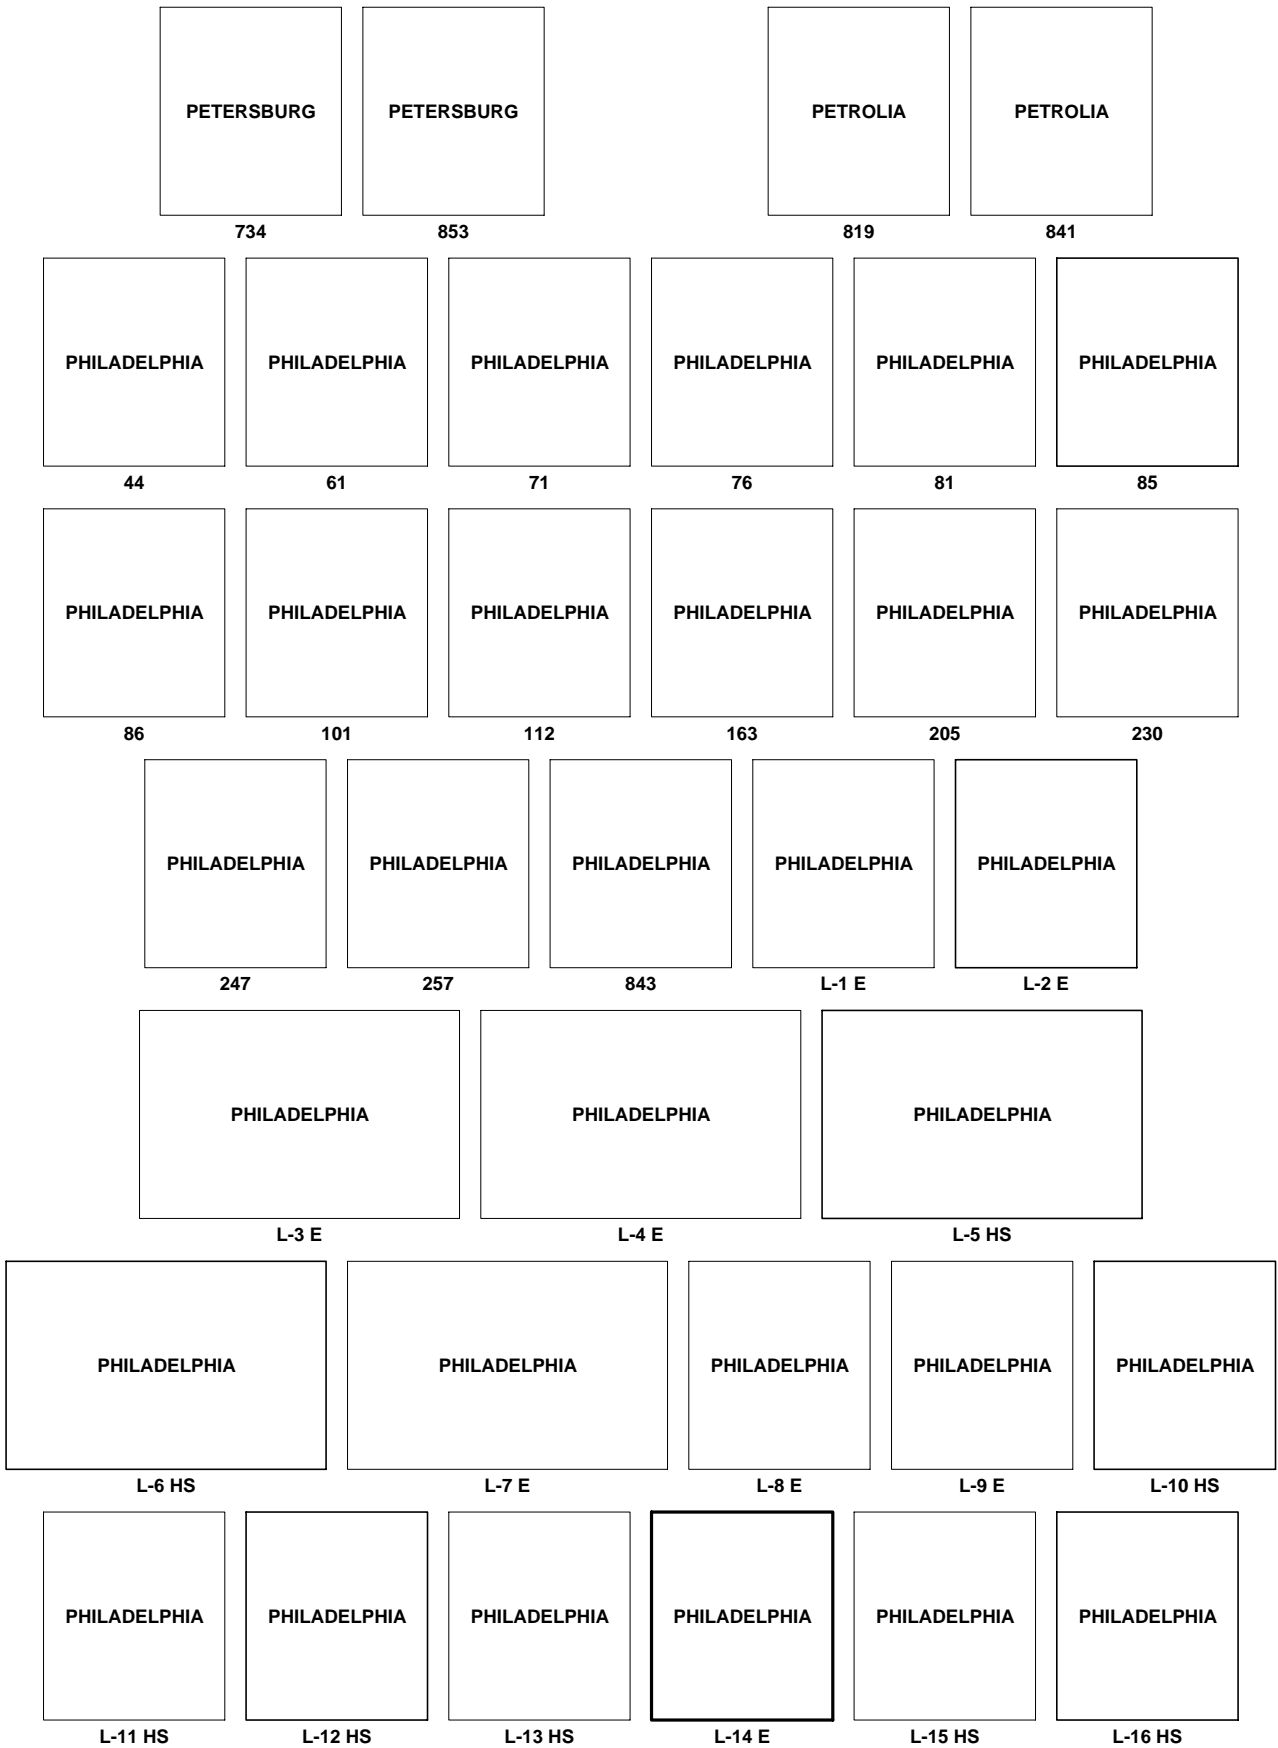 PETERSBURG PETERSBURG PETROLIA PETROLIA
734 853 819 841
PHILADELPHIA PHILADELPHIA PHILADELPHIA PHILADELPHIA PHILADELPHIA PHILADELPHIA
44 61 71 76 81 85
PHILADELPHIA PHILADELPHIA PHILADELPHIA PHILADELPHIA PHILADELPHIA PHILADELPHIA
86 101 112 163 205 230
PHILADELPHIA PHILADELPHIA PHILADELPHIA PHILADELPHIA PHILADELPHIA
247 257 843 L-1 E L-2 E
PHILADELPHIA PHILADELPHIA PHILADELPHIA
L-3 E L-4 E L-5 HS
PHILADELPHIA PHILADELPHIA PHILADELPHIA PHILADELPHIA PHILADELPHIA
L-6 HS L-7 E L-8 E L-9 E L-10 HS
PHILADELPHIA PHILADELPHIA PHILADELPHIA PHILADELPHIA PHILADELPHIA PHILADELPHIA
L-11 HS L-12 HS L-13 HS L-14 E L-15 HS L-16 HS